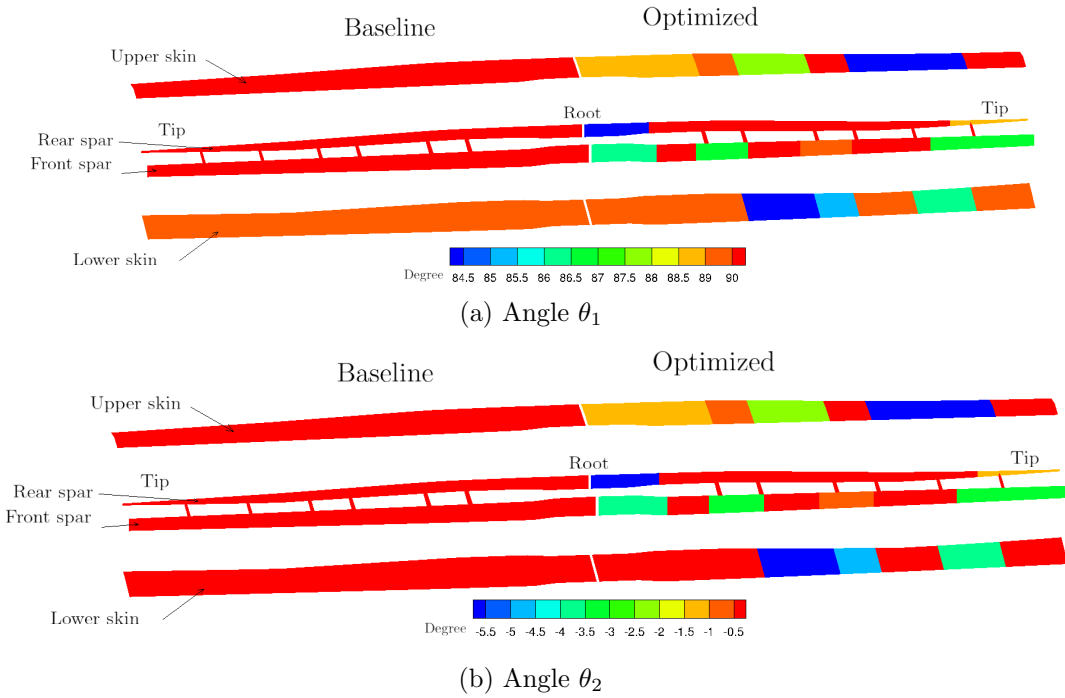 Baseline
Optimized
Upper skin
Root
Tip
Tip
Rear spar
Front spar
Lower skin
Degree
84.5 85 85.5 86 86.5 87 87.5 88 88.5 89 90
(a) Angle θ₁
Baseline
Optimized
Upper skin
Root
Tip
Tip
Rear spar
Front spar
Lower skin
Degree
-5.5 -5 -4.5 -4 -3.5 -3 -2.5 -2 -1.5 -1 -0.5
(b) Angle θ₂